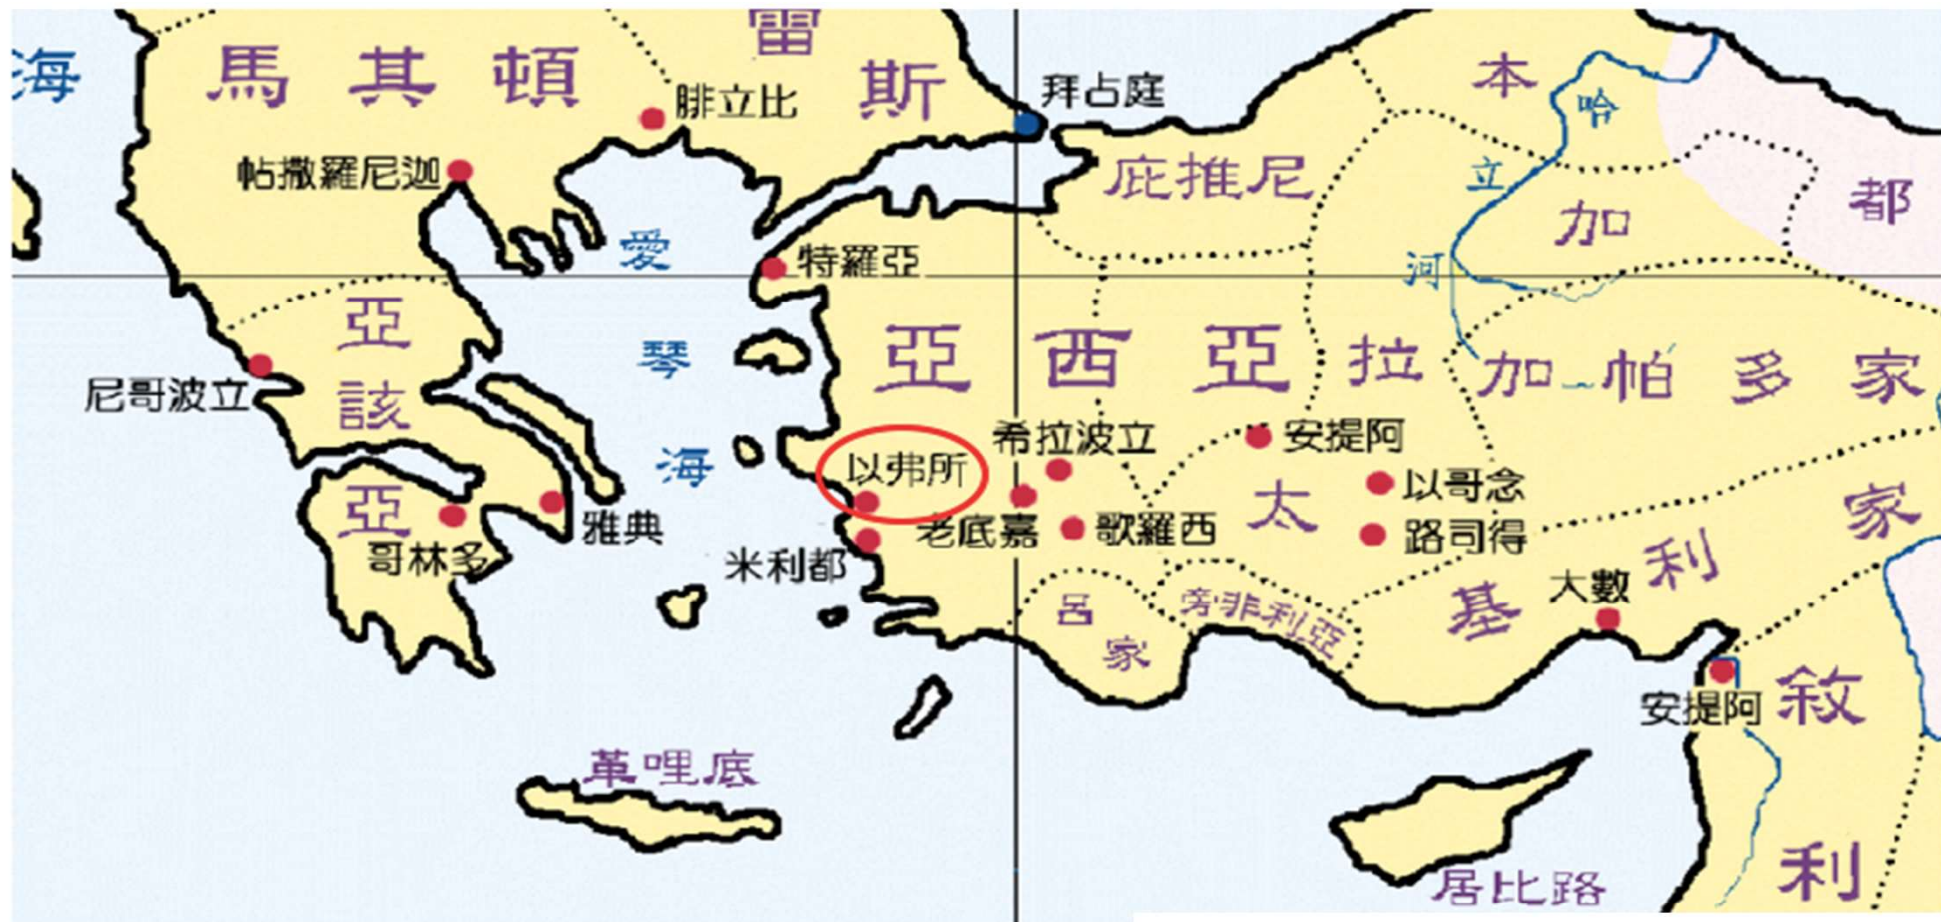 海
馬其頓
雷斯
腓立比
拜占庭
帖撒羅尼迦
本都
哈立河
庇推尼
加拉太
愛琴海
特羅亞
亞該亞
亞西亞
加帕多家
尼哥波立
希拉波立
安提阿
以弗所
以哥念
老底嘉
歌羅西
路司得
雅典
哥林多
米利都
呂家
旁非利亞
基利家
大數
安提阿
敘利
革哩底
居比路